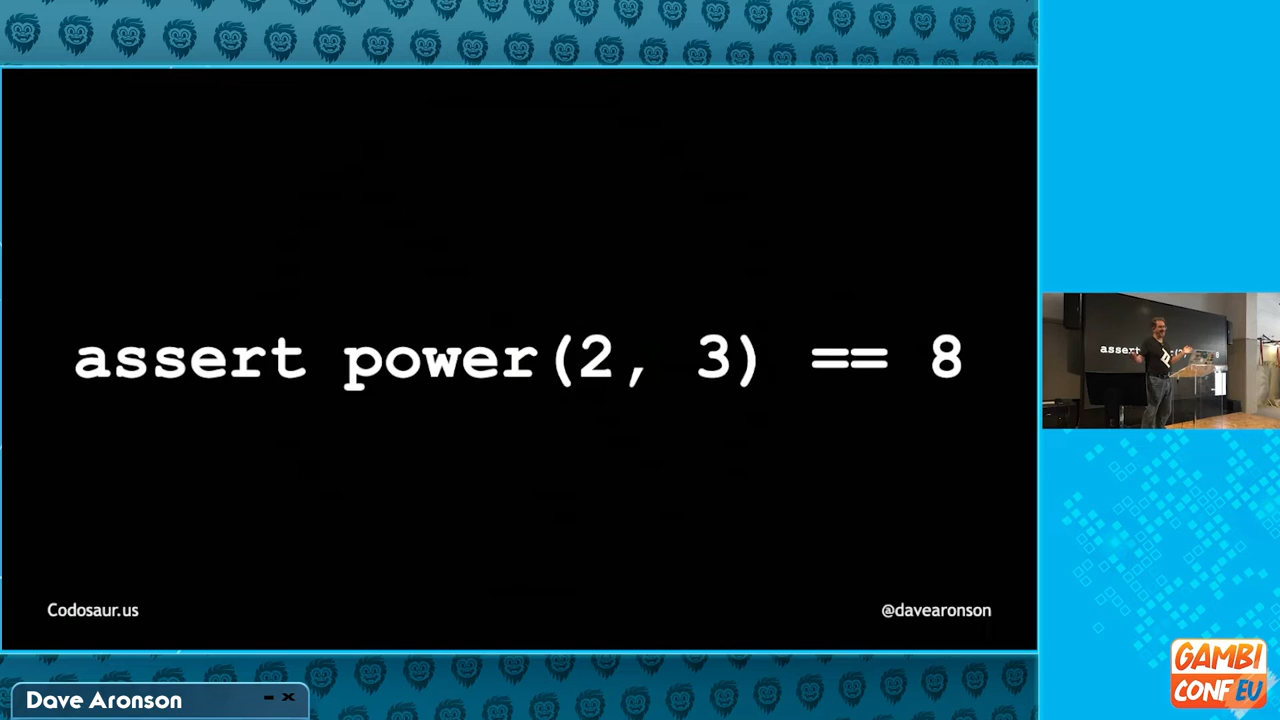 assert power(2, 3) == 8
Codosaur.us
@davearonson
Dave Aronson
GAMBI
CONF EU